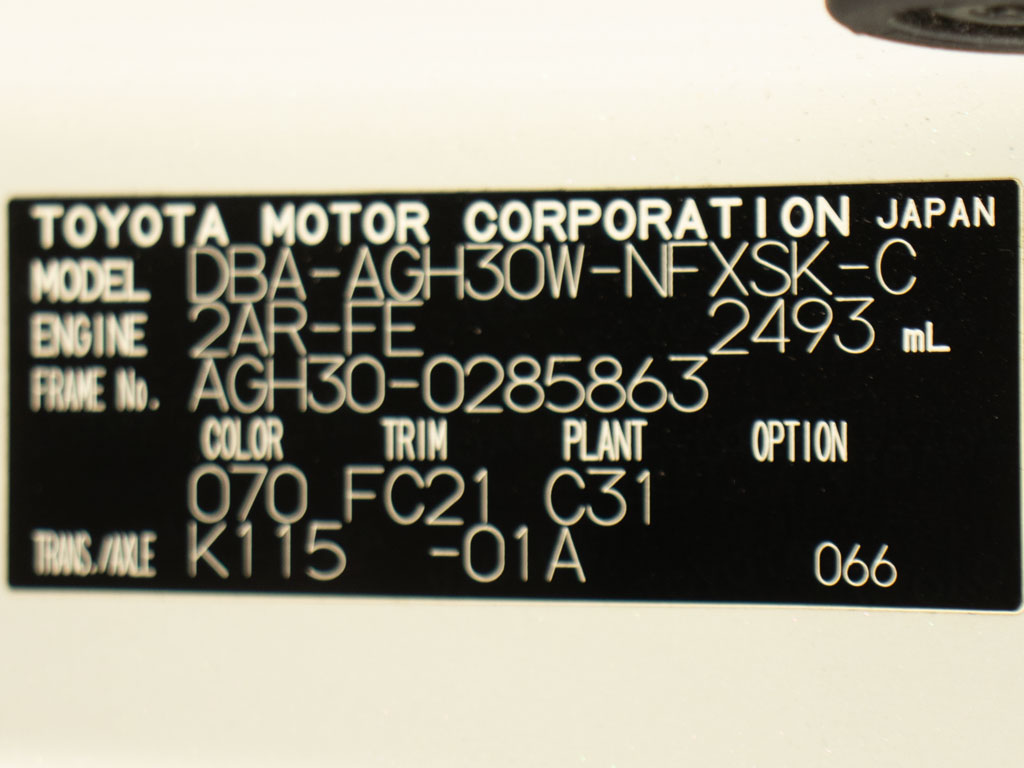 TOYOTA MOTOR CORPORATION JAPAN
MODEL DBA-AGH30W-NFXSK-C
ENGINE 2AR-FE 2493 mL
FRAME No. AGH30-0285863
COLOR TRIM PLANT OPTION
070 FC21 C31
TRANS./AXLE K115 -01A 066